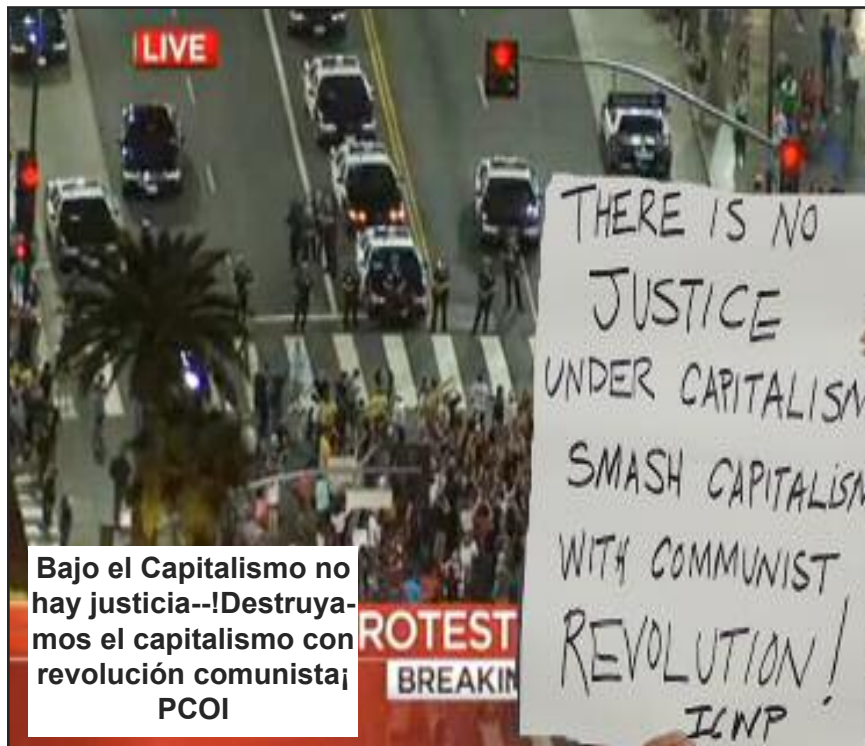 LIVE
THERE IS NO
JUSTICE
UNDER CAPITALISM
SMASH CAPITALISM
WITH COMMUNIST
REVOLUTION!
ICWP
Bajo el Capitalismo no
hay justicia--!Destruya-
mos el capitalismo con
revolución comunista¡
PCOI
ROTEST
BREAKIN